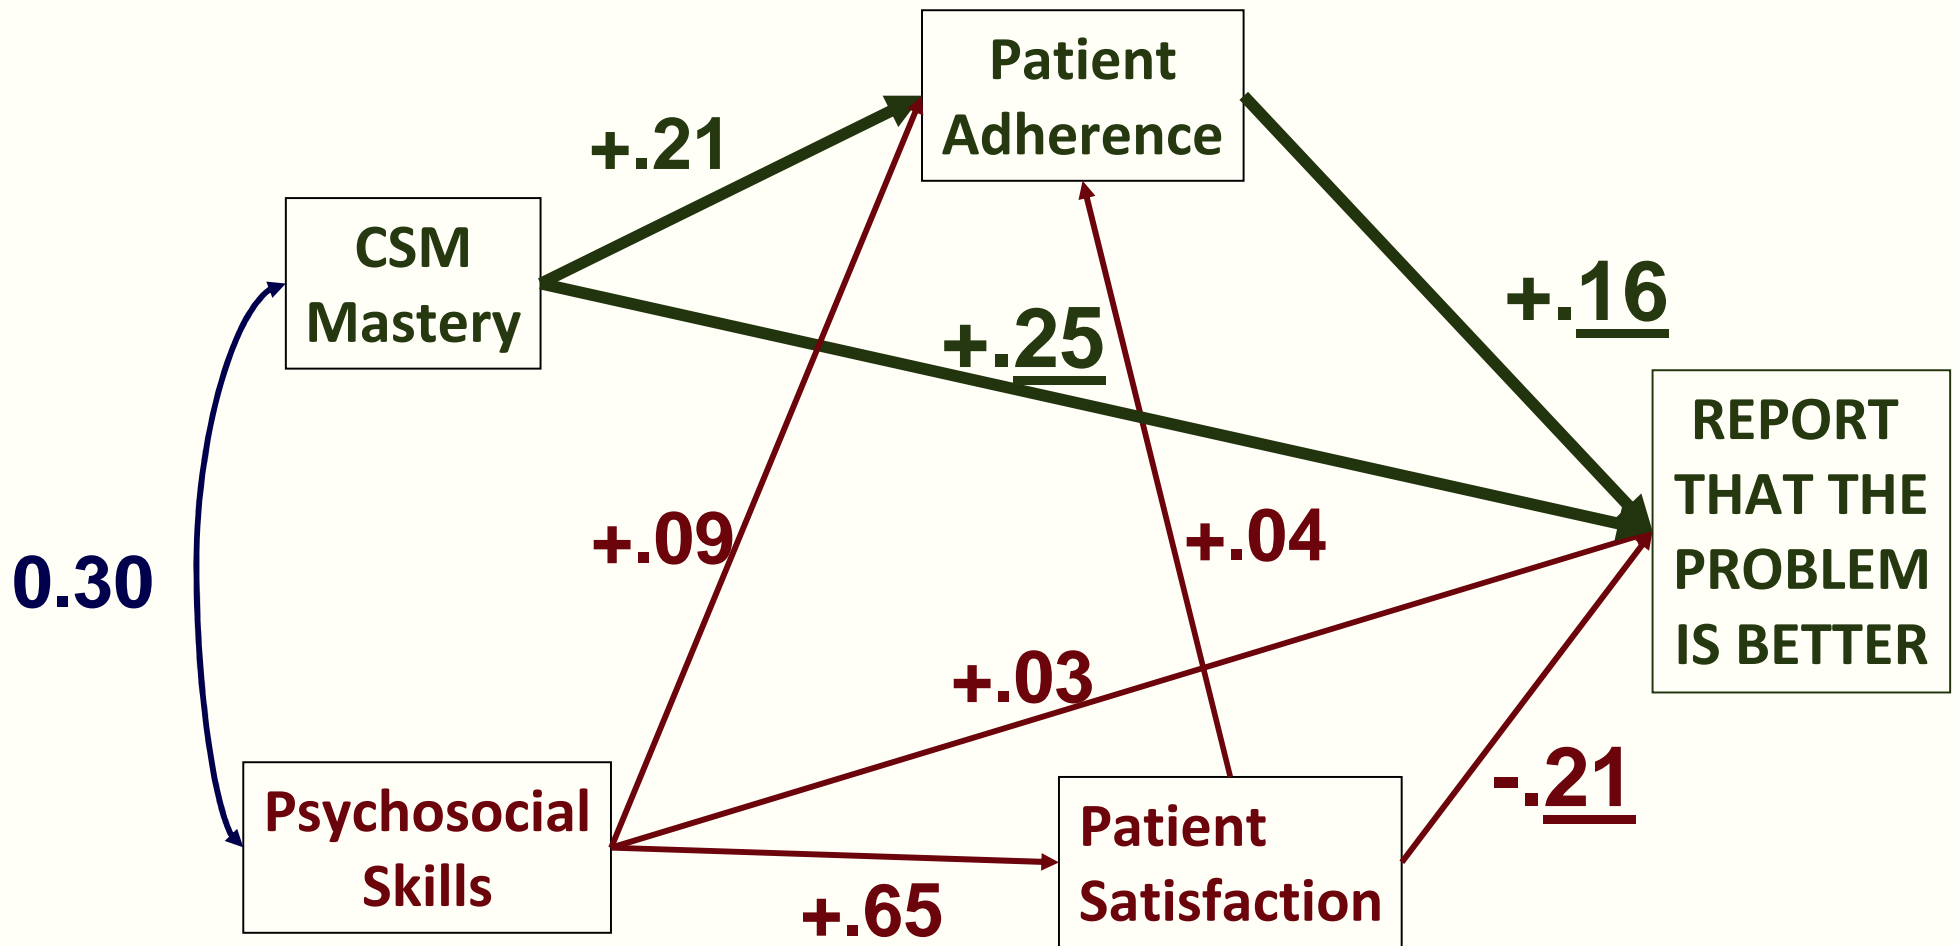 Patient
Adherence
+.21
CSM
Mastery
+.16
+.25
REPORT
THAT THE
PROBLEM
IS BETTER
+.09
+.04
0.30
+.03
-.21
Psychosocial
Skills
Patient
Satisfaction
+.65